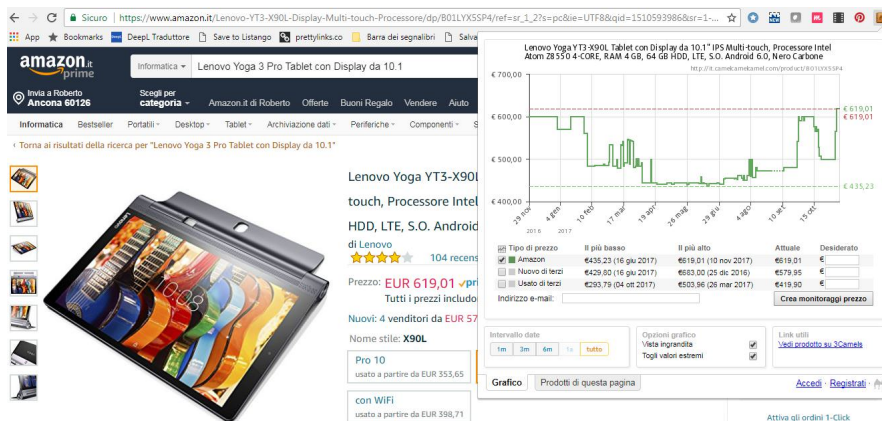 Sicuro | https://www.amazon.it/Lenovo-YT3-X90L-Display-Multi-touch-Processore/dp/B01LYX5SP4/ref=sr_1_2?s=pc&ie=UTF8&qid=1510593986&sr=1-...
App Bookmarks DeepL Traduttore Save to Listango prettylinks.co Barra dei segnalibri Salva
amazon.it
prime
Informatica
Lenovo Yoga 3 Pro Tablet con Display da 10.1
Invia a Roberto
Ancona 60126
Scegli per
categoria
Amazon.it di Roberto Offerte Buoni Regalo Vendere Aiuto
Informatica Bestseller Portatili Desktop Tablet Archiviazione dati Periferiche Componenti S
‹ Torna ai risultati della ricerca per "Lenovo Yoga 3 Pro Tablet con Display da 10.1"
Lenovo Yoga YT3-X90L
touch, Processore Intel
HDD, LTE, S.O. Android
di Lenovo
104 recens
Prezzo: EUR 619,01 pri
Tutti i prezzi includo
Nuovi: 4 venditori da EUR 57
Nome stile: X90L
Pro 10
usato a partire da EUR 353,65
con WiFi
usato a partire da EUR 398,71
Lenovo
10:08
Lenovo Yoga YT3-X90L Tablet con Display da 10.1" IPS Multi-touch, Processore Intel
Atom Z8550 4-CORE, RAM 4 GB, 64 GB HDD, LTE, S.O. Android 6.0, Nero Carbone
http://it.camelcamelcamel.com/product/B01LYX5SP4
€ 700,00
€ 600,00
€ 500,00
€ 400,00
€ 619,01
€ 619,01
€ 435,23
29 nov 4 gen 10 feb 17 mar 19 apr 26 mag 29 giu 4 ago 10 set 15 ott
2016 2017
Tipo di prezzo Il più basso Il più alto Attuale Desiderato
Amazon €435,23 (16 giu 2017) €619,01 (10 nov 2017) €619,01 €
Nuovo di terzi €429,80 (16 giu 2017) €683,00 (25 dic 2016) €579,95 €
Usato di terzi €293,79 (04 ott 2017) €503,96 (26 mar 2017) €419,90 €
Indirizzo e-mail:
Crea monitoraggi prezzo
Intervallo date
1m 3m 6m 1a tutto
Opzioni grafico
Vista ingrandita
Togli valori estremi
Link utili
Vedi prodotto su 3Camels
Grafico Prodotti di questa pagina
Accedi · Registrati ·
Attiva gli ordini 1-Click